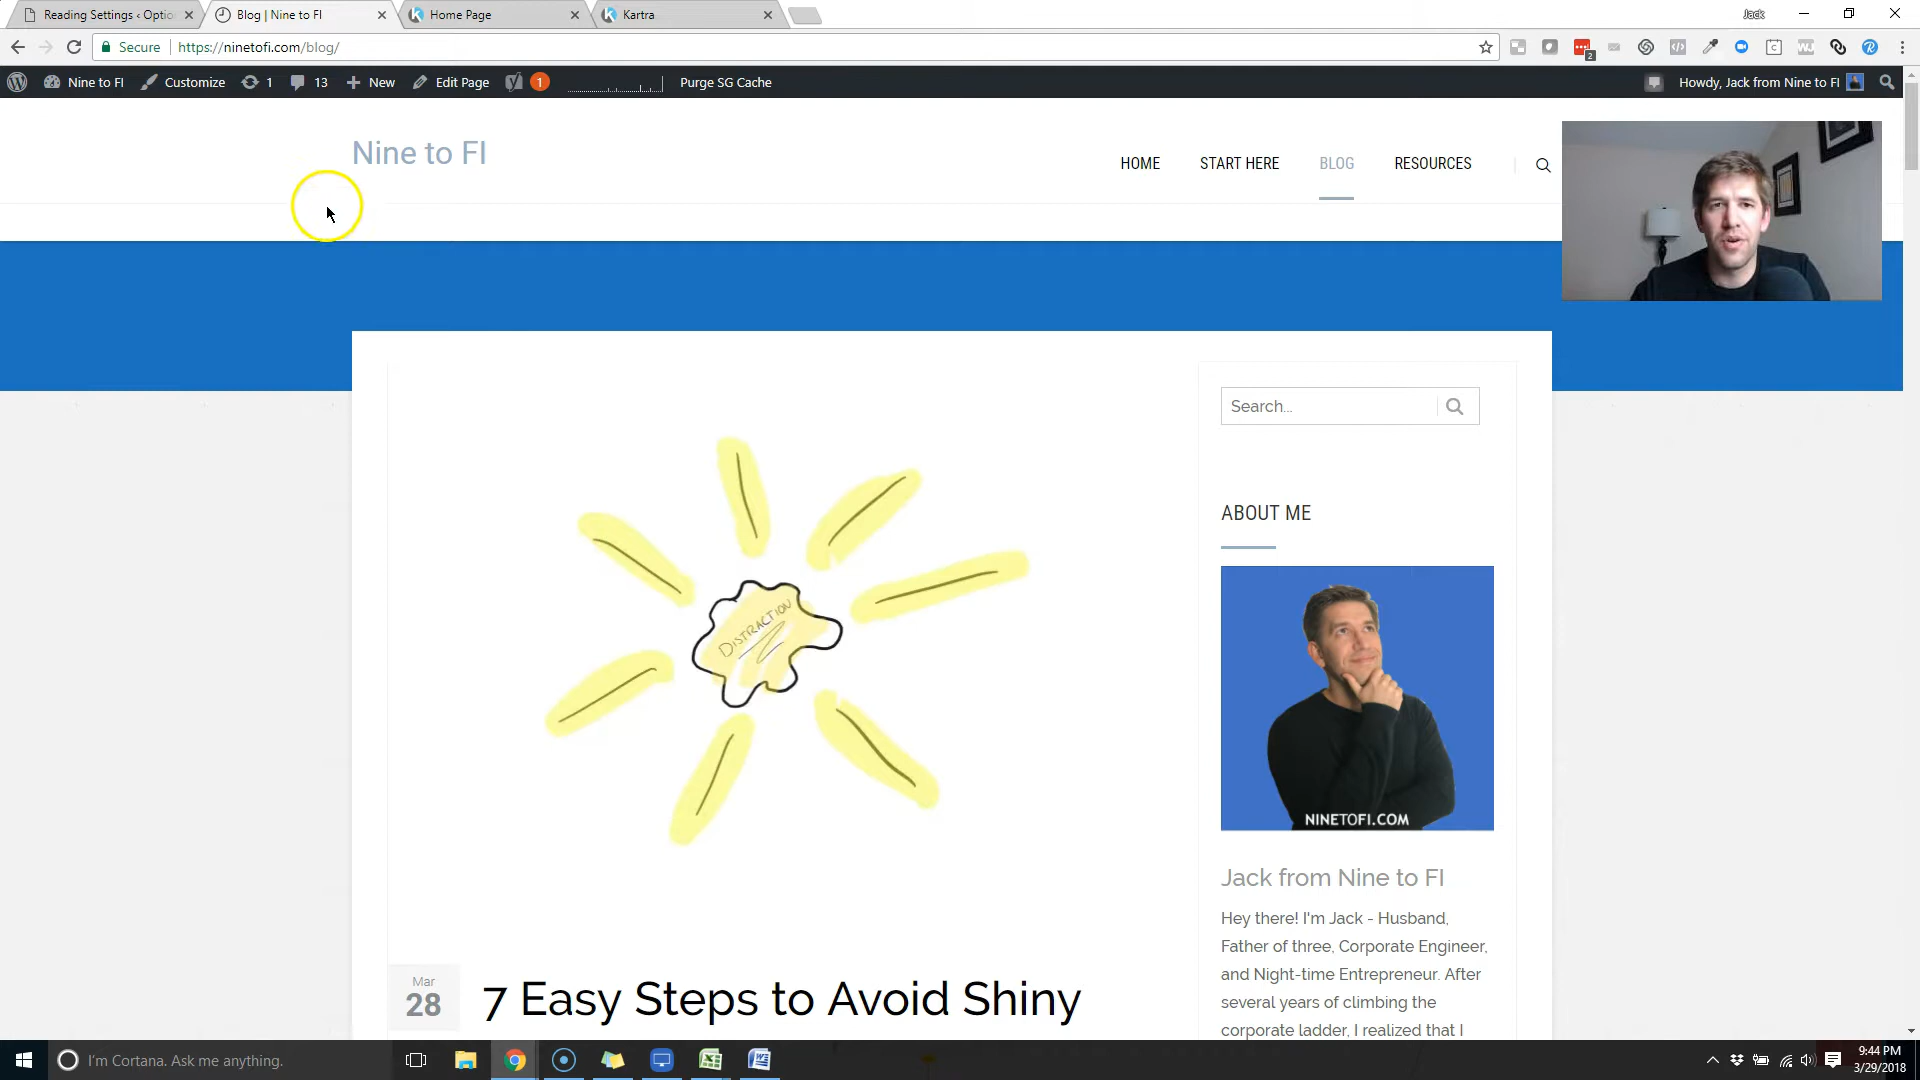 Reading Settings ‹ Optio
Blog | Nine to FI
Home Page
Kartra
Jack
Secure
https://ninetofi.com/blog/
2
Nine to FI
Customize
1
13
New
Edit Page
1
Purge SG Cache
Howdy, Jack from Nine to FI
Nine to FI
HOME
START HERE
BLOG
RESOURCES
Search...
DISTRACTION
ABOUT ME
NINETOFI.COM
Jack from Nine to FI
Hey there! I'm Jack - Husband,
Father of three, Corporate Engineer,
and Night-time Entrepreneur. After
several years of climbing the
corporate ladder, I realized that I
Mar
28
7 Easy Steps to Avoid Shiny
I'm Cortana. Ask me anything.
9:44 PM
3/29/2018